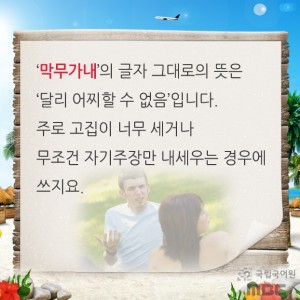 ‘막무가내’의 글자 그대로의 뜻은
‘달리 어찌할 수 없음’입니다.
주로 고집이 너무 세거나
무조건 자기주장만 내세우는 경우에
쓰지요.
국립국어원
MBC